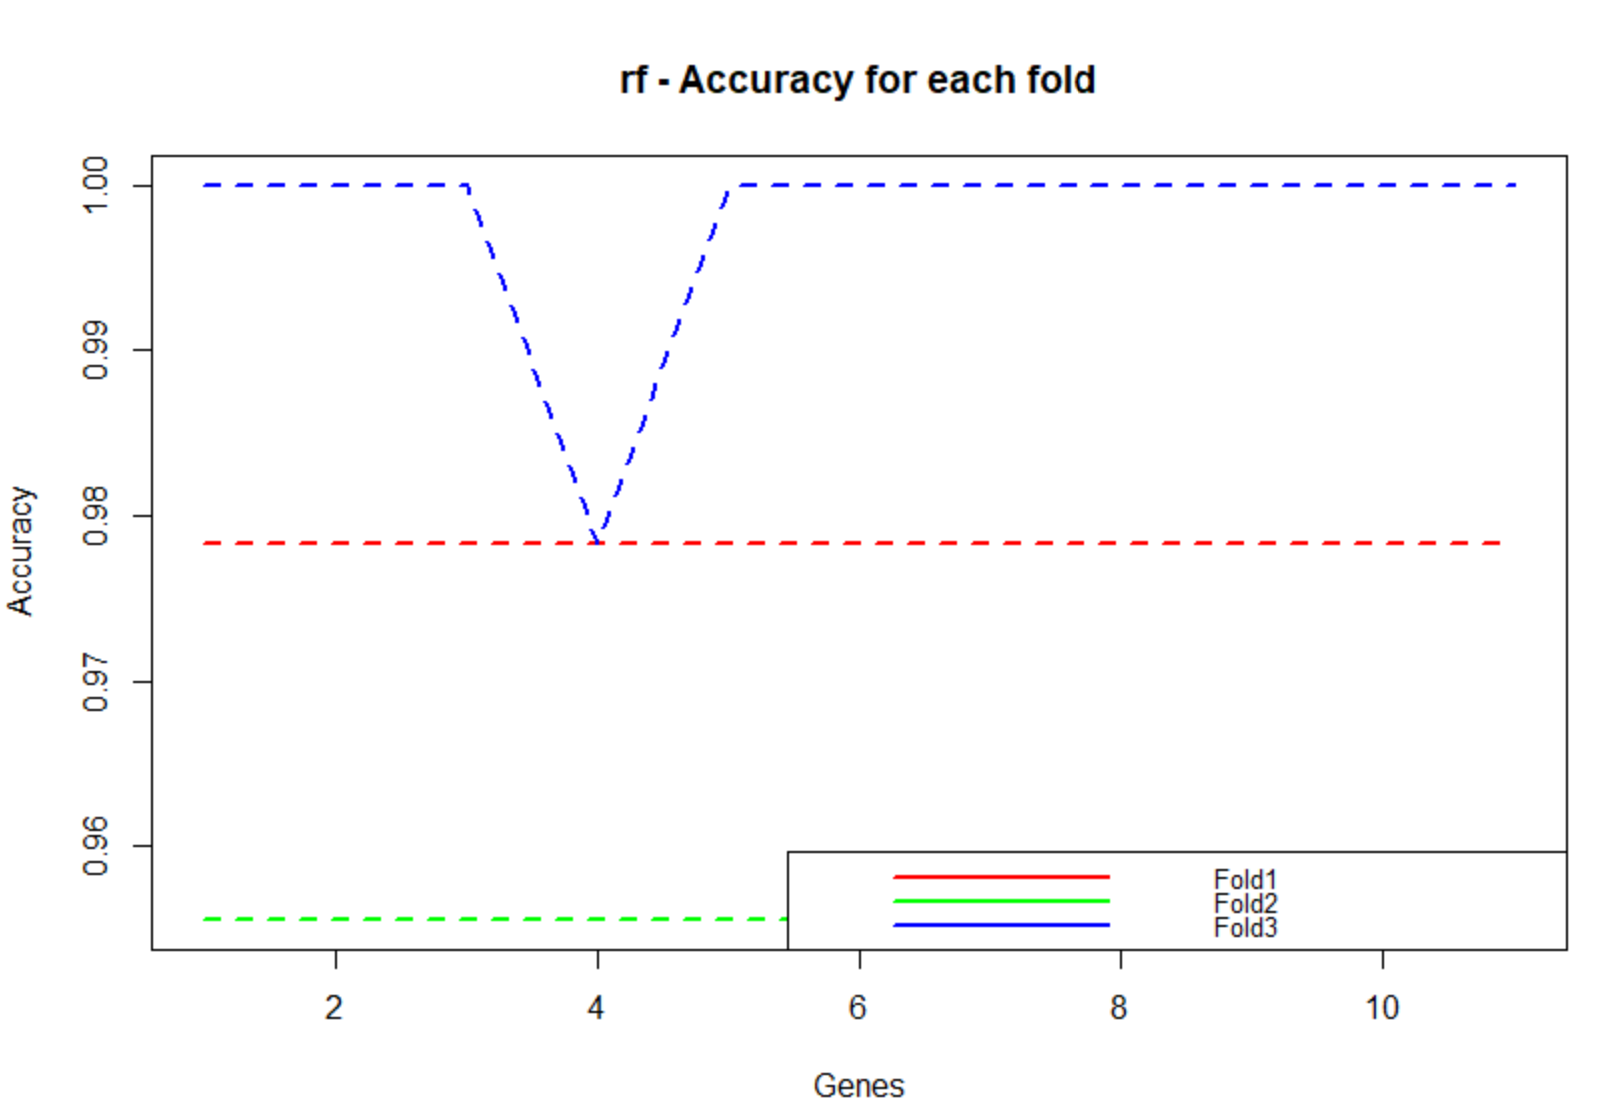 rf - Accuracy for each fold
1.00
0.99
0.98
0.97
0.96
Accuracy
Fold1
Fold2
Fold3
2 4 6 8 10
Genes